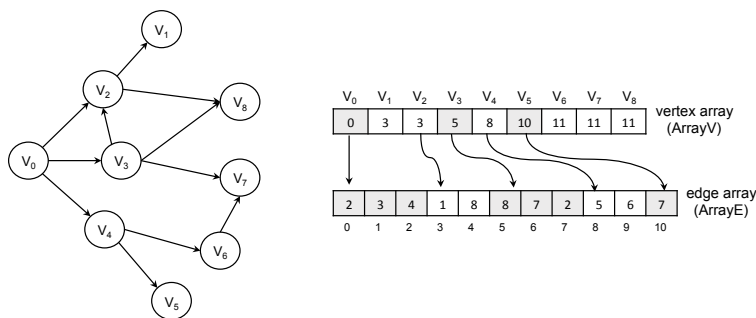 V1
V2
V8
V0
V3
V7
V4
V6
V5
V0 V1 V2 V3 V4 V5 V6 V7 V8
0 3 3 5 8 10 11 11 11
vertex array
(ArrayV)
2 3 4 1 8 8 7 2 5 6 7
edge array
(ArrayE)
0 1 2 3 4 5 6 7 8 9 10